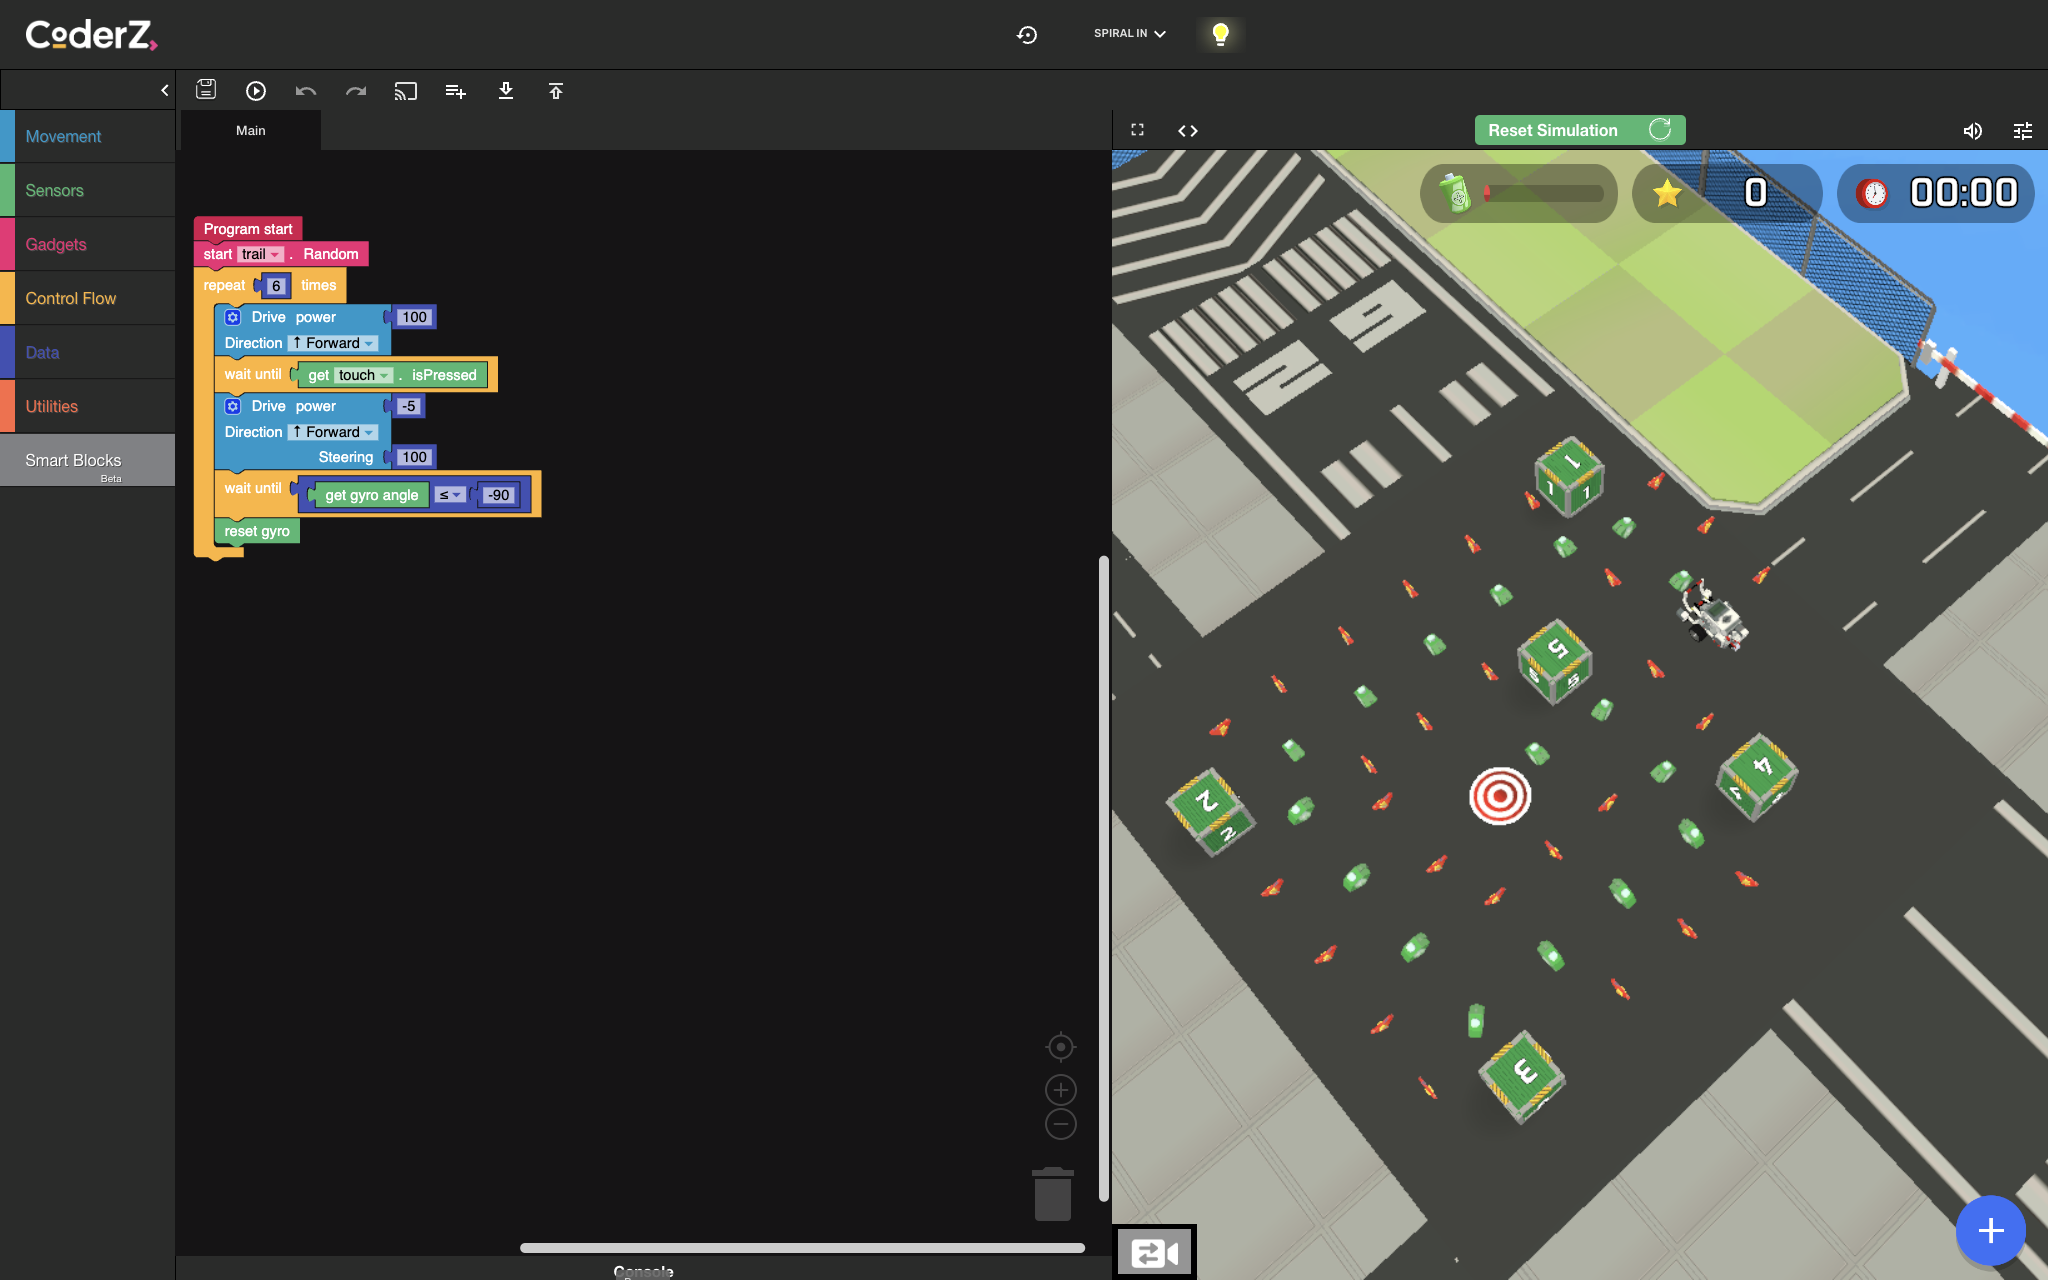 CoderZ
SPIRAL IN
Main
Reset Simulation
Movement
Sensors
Gadgets
Control Flow
Data
Utilities
Smart Blocks
Beta
Program start
start trail . Random
repeat 6 times
Drive power 100
Direction ↑ Forward
wait until get touch . isPressed
Drive power -5
Direction ↑ Forward
Steering 100
wait until get gyro angle ≤ -90
reset gyro
Console
0
00:00
N 6
1
1 1
5
5
2
2
4
4
3